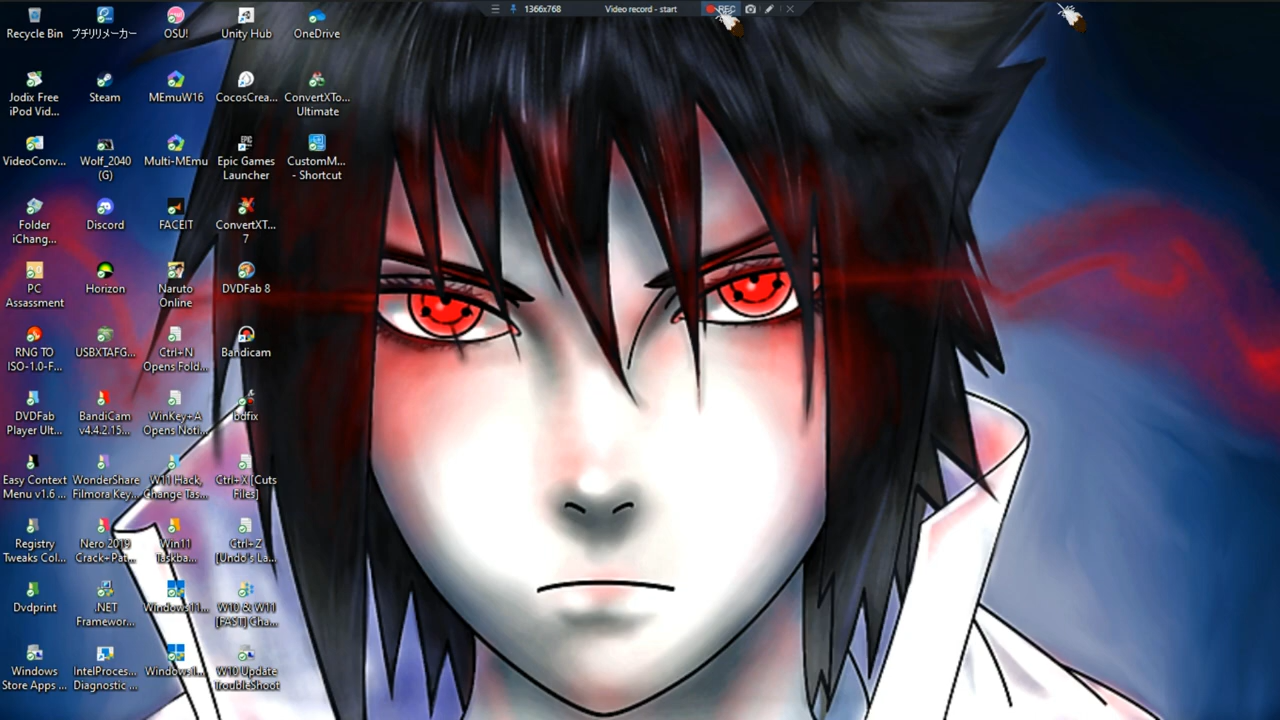 1366x768
Video record - start
REC
Recycle Bin
プチリリメーカー
OSU!
Unity Hub
OneDrive
Jodix Free
iPod Vid...
Steam
MEmuW16
CocosCrea...
ConvertXTo...
Ultimate
VideoConv...
Wolf_2040
(G)
Multi-MEmu
Epic Games
Launcher
CustomM...
- Shortcut
Folder
iChang...
Discord
FACEIT
ConvertXT...
7
PC
Assassment
Horizon
Naruto
Online
DVDFab 8
RNG TO
ISO-1.0-F...
USBXTAFG...
Ctrl+N
Opens Fold...
Bandicam
DVDFab
Player Ult...
BandiCam
v4.4.2.15...
WinKey+A
Opens Noti...
bdfix
Easy Context
Menu v1.6 ...
WonderShare
Filmora Key...
W11 Hack,
Change Tas...
Ctrl+X [Cuts
Files]
Registry
Tweaks Col...
Nero 2019
Crack+Pat...
Win11
Taskba...
Ctrl+Z
[Undo's La...
Dvdprint
.NET
Framewor...
Windows11...
W10 & W11
[FAST] Cha...
Windows
Store Apps ...
IntelProces...
Diagnostic ...
Windows1...
W10 Update
TroubleShoot